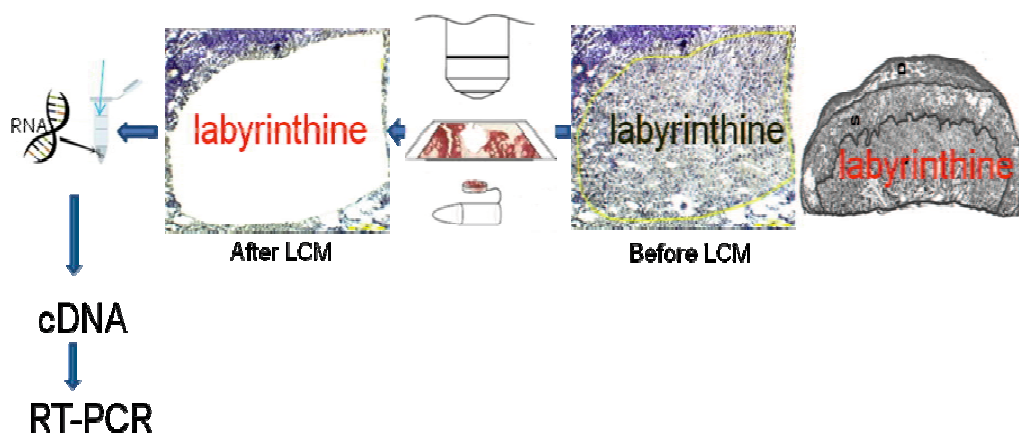 RNA
labyrinthine
After LCM
labyrinthine
Before LCM
D
s
labyrinthine
cDNA
RT-PCR